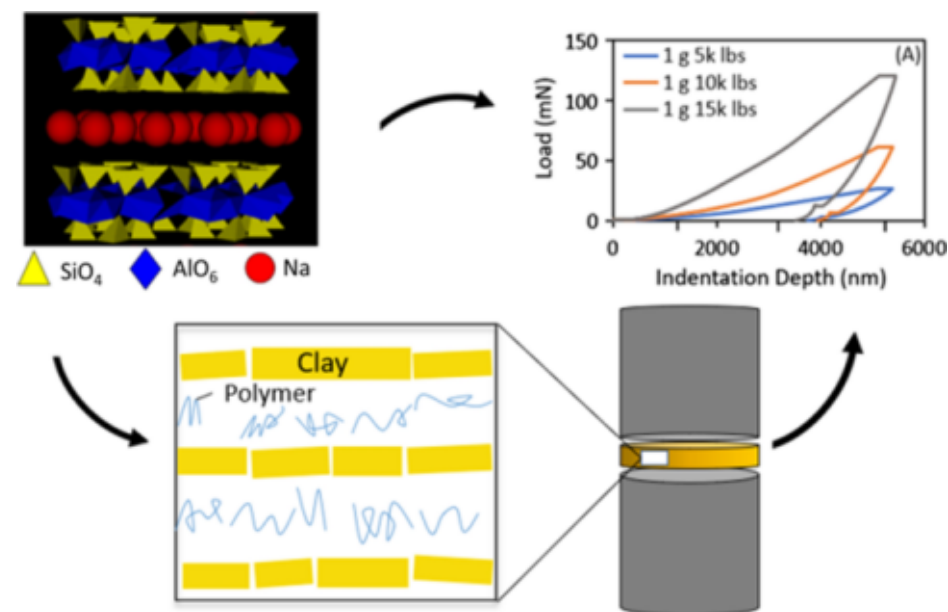 SiO4
AlO6
Na
150
(A)
1 g 5k lbs
1 g 10k lbs
1 g 15k lbs
100
50
0
Load (mN)
0
2000
4000
6000
Indentation Depth (nm)
Clay
Polymer